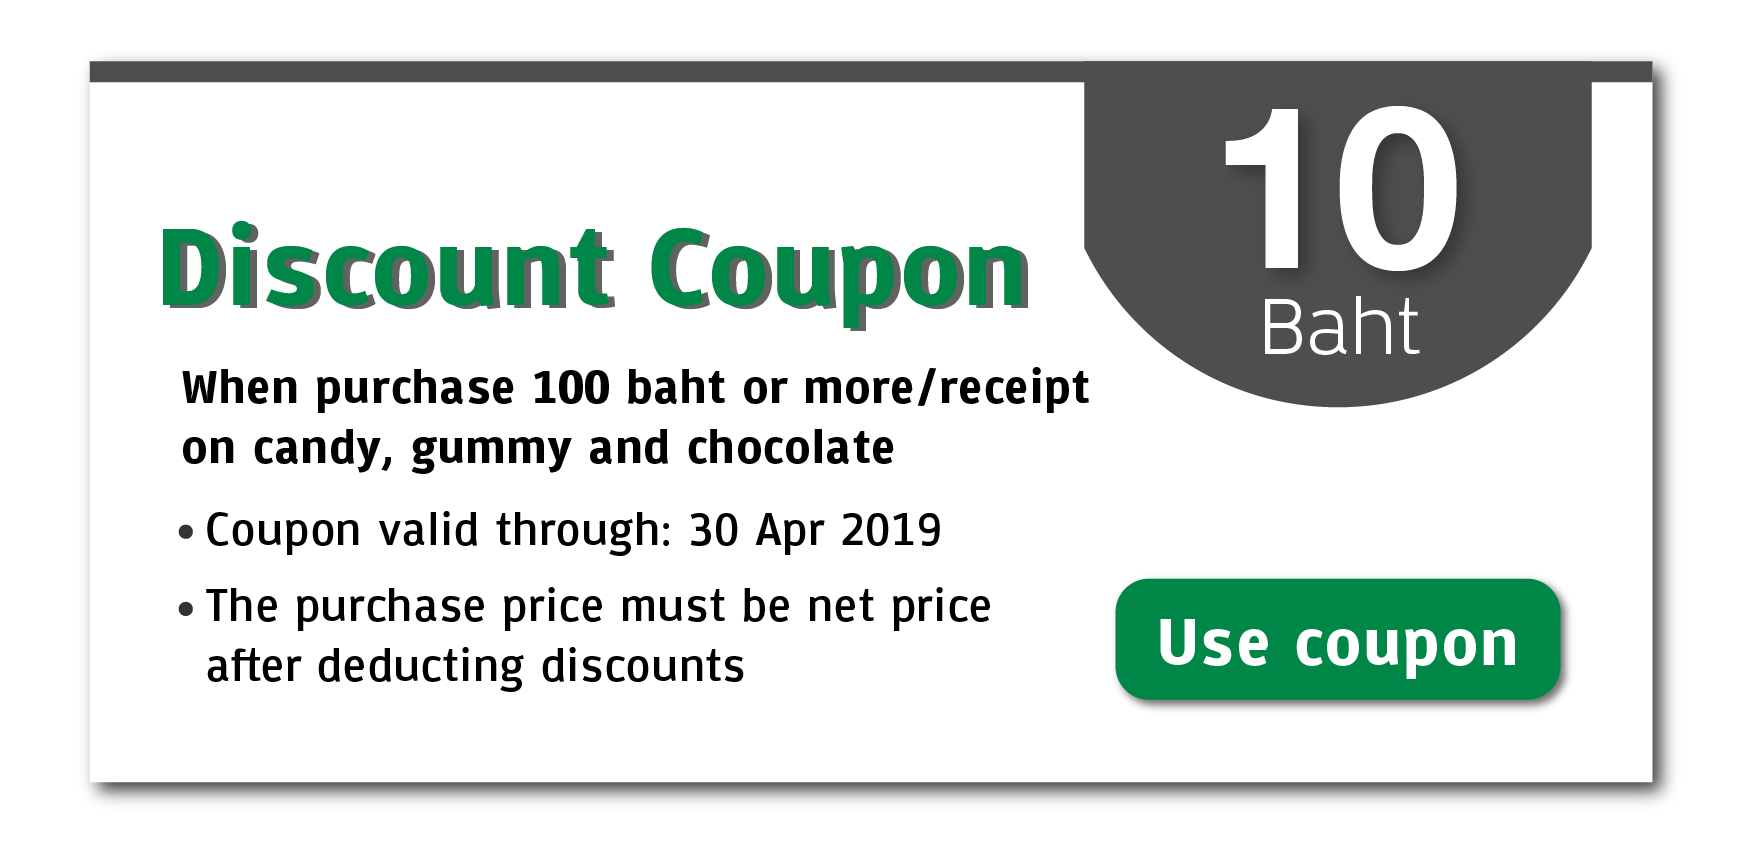 10
Baht
Discount Coupon
When purchase 100 baht or more/receipt
on candy, gummy and chocolate
• Coupon valid through: 30 Apr 2019
• The purchase price must be net price
after deducting discounts
Use coupon